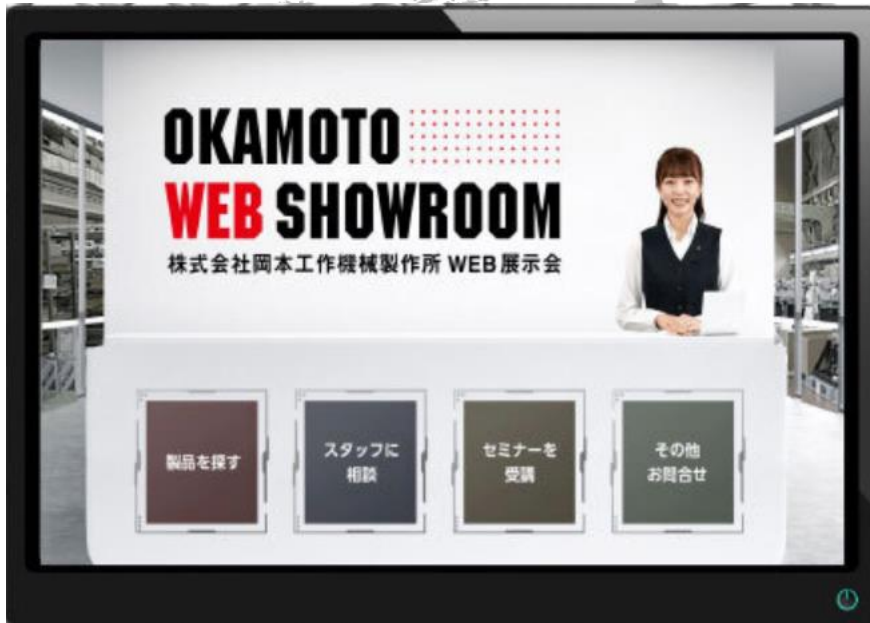 OKAMOTO
WEB SHOWROOM
株式会社岡本工作機械製作所 WEB展示会
製品を探す
スタッフに
相談
セミナーを
受講
その他
お問合せ